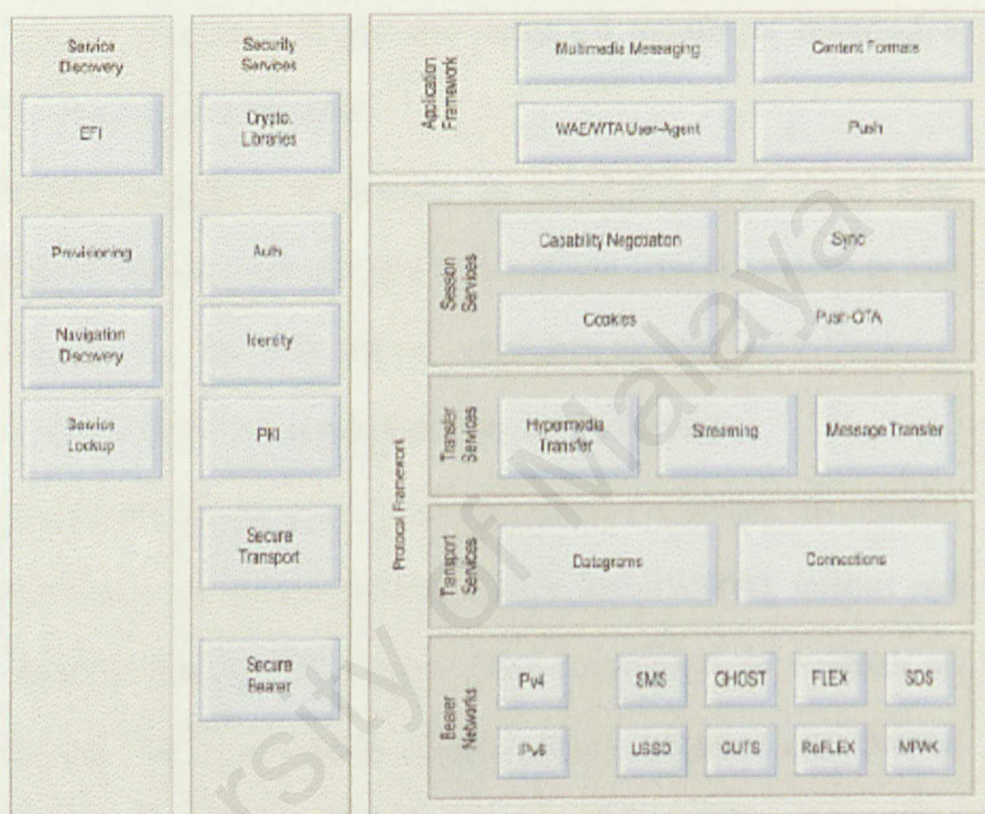 Service
Discovery
EFI
Provisioning
Navigation
Discovery
Service
Lookup
Security
Services
Crypto.
Libraries
Auth
Identity
PKI
Secure
Transport
Secure
Bearer
Application
Framework
Multimedia Messaging
Content Formats
WAE/WTA User-Agent
Push
Protocol Framework
Session
Services
Capability Negotiation
Sync
Cookies
Push-OTA
Transfer
Services
Hypermedia
Transfer
Streaming
Message Transfer
Transport
Services
Datagrams
Connections
Bearer
Networks
IPv4
SMS
FLEX
SDS
IPv6
USSD
GUTS
ReFLEX
University of Malaya